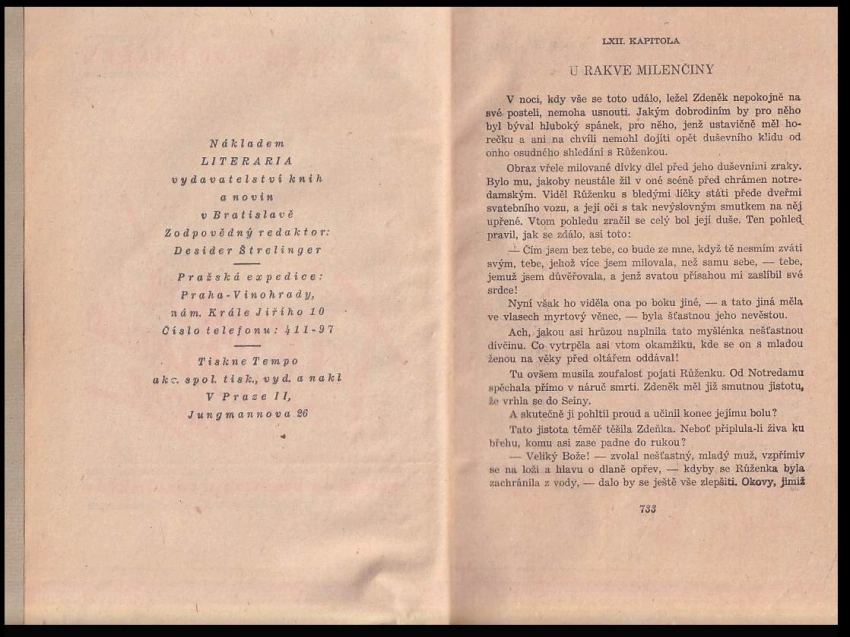 Nákladem
LITERARIA
vydavatelství knih
a novin
v Bratislavě
Zodpovědný redaktor:
Desider Štrelinger
Pražská expedice:
Praha-Vinohrady,
nám. Krále Jiřího 10
Číslo telefonu: 411-97
Tiskne Tempo
akc. spol. tisk., vyd. a nakl
V Praze II,
Jungmannova 26
LXII. KAPITOLA
U RAKVE MILENČINY
V noci, kdy vše se toto událo, ležel Zdeněk nepokojně na
své posteli, nemoha usnouti. Jakým dobrodiním by pro něho
byl býval hluboký spánek, pro něho, jenž ustavičně měl ho-
rečku a ani na chvíli nemohl dojíti opět duševního klidu od
onho osudného shledání s Růženkou.
Obraz vřele milované dívky dlel před jeho duševními zraky.
Bylo mu, jakoby neustále žil v oné scéně před chrámem notre-
damským. Viděl Růženku s bledými líčky státi přede dveřmi
svatebního vozu, a její oči s tak nevýslovným smutkem na něj
upřené. Vtom pohledu zračil se celý bol její duše. Ten pohled
pravil, jak se zdálo, asi toto:
— Čím jsem bez tebe, co bude ze mne, když tě nesmím zváti
svým, tebe, jehož více jsem milovala, než samu sebe, — tebe,
jemuž jsem důvěřovala, a jenž svatou přísahou mi zaslíbil své
srdce!
Nyní však ho viděla ona po boku jiné, — a tato jiná měla
ve vlasech myrtový věnec, — byla šťastnou jeho nevěstou.
Ach, jakou asi hrůzou naplnila tato myšlénka nešťastnou
dívčinu. Co vytrpěla asi vtom okamžiku, kde se on s mladou
ženou na věky před oltářem oddával!
Tu ovšem musila zoufalost pojati Růženku. Od Notredamu
spěchala přímo v náruč smrti. Zdeněk měl již smutnou jistotu,
že vrhla se do Seiny.
A skutečně ji pohltil proud a učinil konec jejímu bolu?
Tato jistota téměř těšila Zdeňka. Neboť připlula-li živa ku
břehu, komu asi zase padne do rukou?
— Veliký Bože! — zvolal nešťastný, mladý muž, vzpřímiv
se na loži a hlavu o dlaně opřev, — kdyby se Růženka byla
zachránila z vody, — dalo by se ještě vše zlepšiti. Okovy, jimiž
733